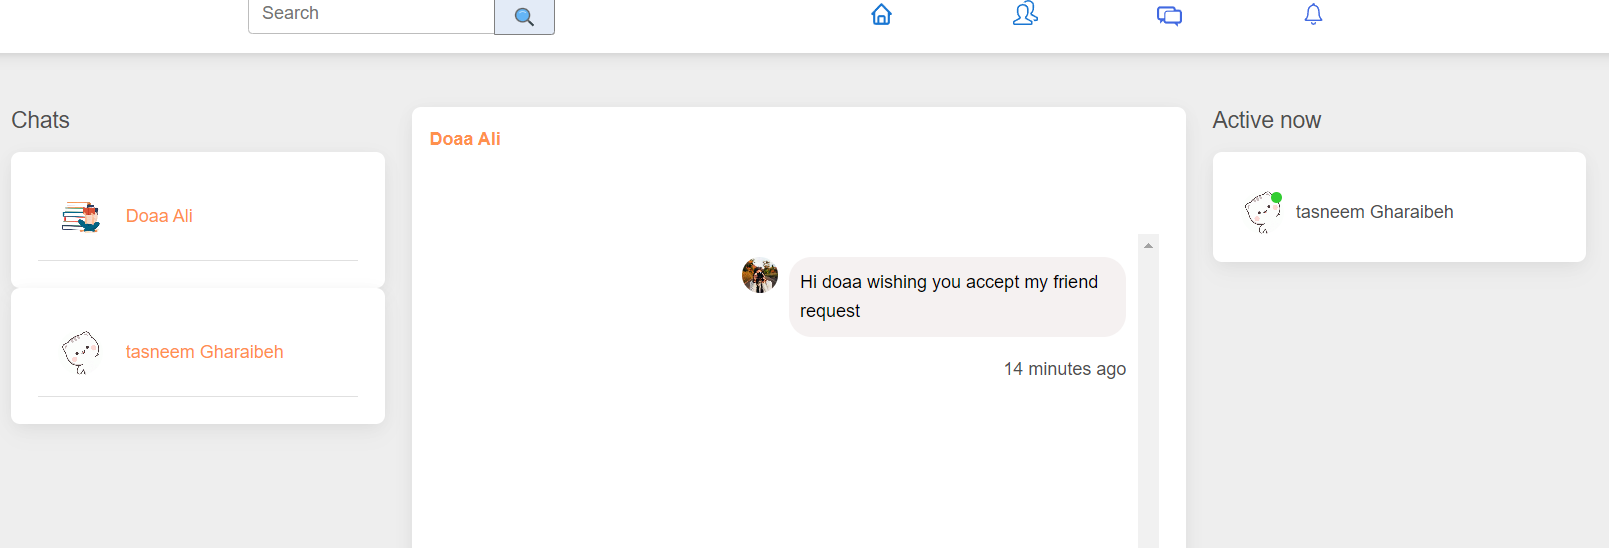 Search
Chats
Doaa Ali
tasneem Gharaibeh
Doaa Ali
Hi doaa wishing you accept my friend
request
14 minutes ago
Active now
tasneem Gharaibeh